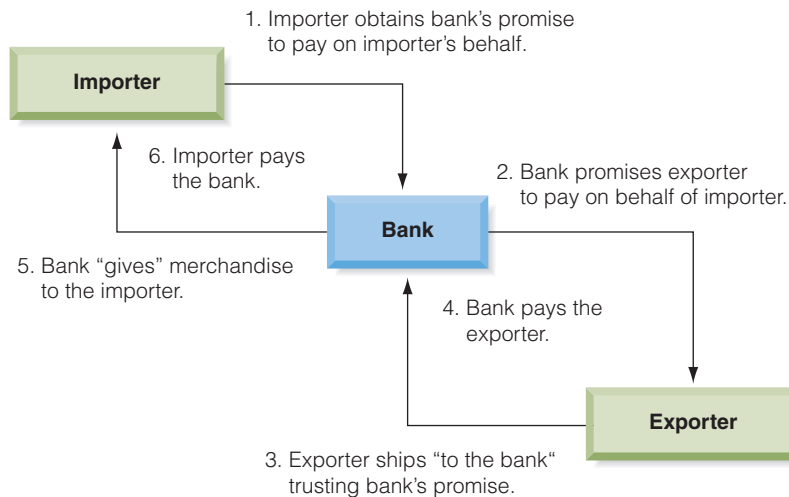 1. Importer obtains bank’s promise
to pay on importer’s behalf.
Importer
6. Importer pays
the bank.
2. Bank promises exporter
to pay on behalf of importer.
Bank
5. Bank “gives” merchandise
to the importer.
4. Bank pays the
exporter.
Exporter
3. Exporter ships “to the bank“
trusting bank’s promise.